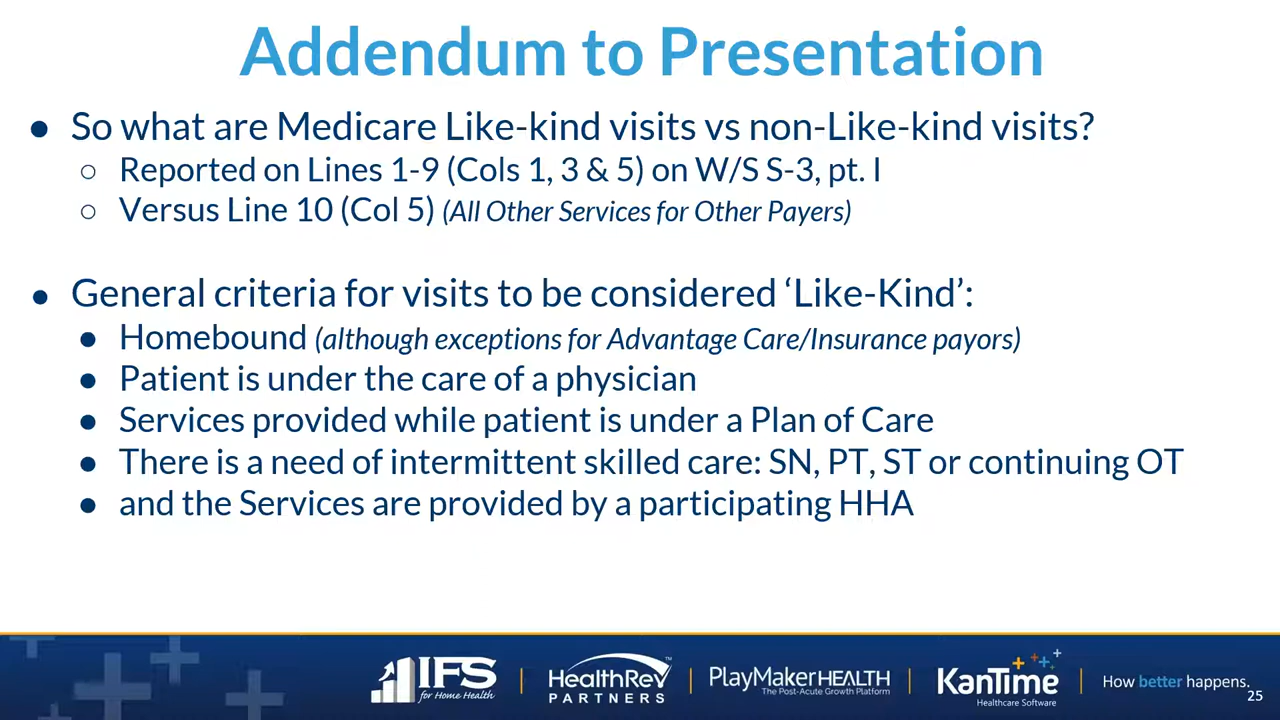 Addendum to Presentation
● So what are Medicare Like-kind visits vs non-Like-kind visits?
○ Reported on Lines 1-9 (Cols 1, 3 & 5) on W/S S-3, pt. I
○ Versus Line 10 (Col 5) (All Other Services for Other Payers)
● General criteria for visits to be considered ‘Like-Kind’:
● Homebound (although exceptions for Advantage Care/Insurance payors)
● Patient is under the care of a physician
● Services provided while patient is under a Plan of Care
● There is a need of intermittent skilled care: SN, PT, ST or continuing OT
● and the Services are provided by a participating HHA
IFS
for Home Health
HealthRev™
PARTNERS
PlayMakerHEALTH
The Post-Acute Growth Platform
KanTime
Healthcare Software
How better happens.
25